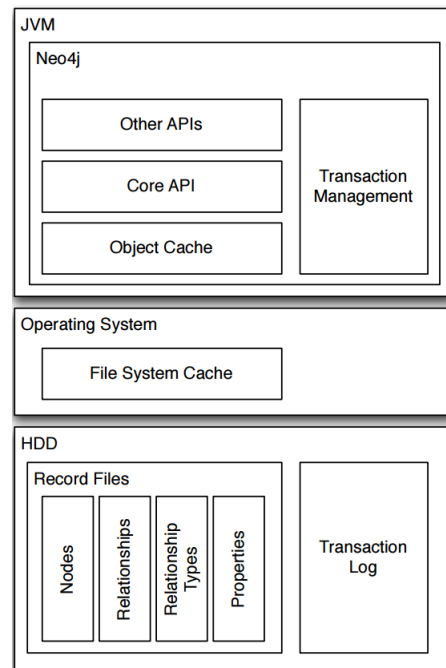 JVM
Neo4j
Other APIs
Core API
Object Cache
Transaction
Management
Operating System
File System Cache
HDD
Record Files
Nodes
Relationships
Relationship
Types
Properties
Transaction
Log